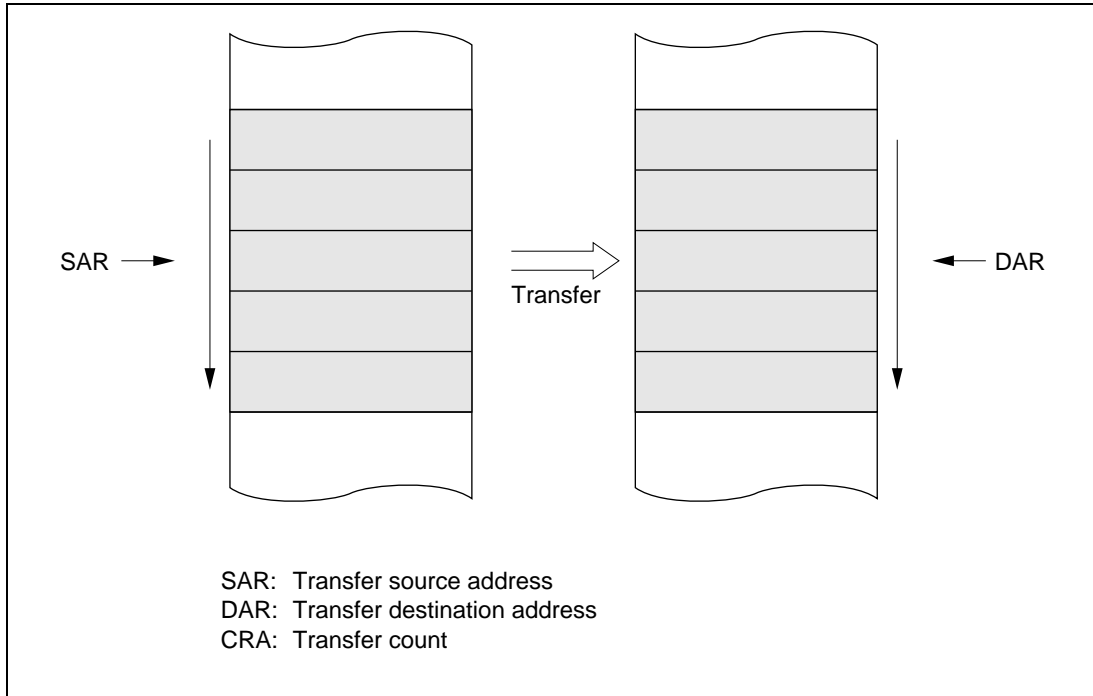 SAR
DAR
Transfer
SAR: Transfer source address
DAR: Transfer destination address
CRA: Transfer count